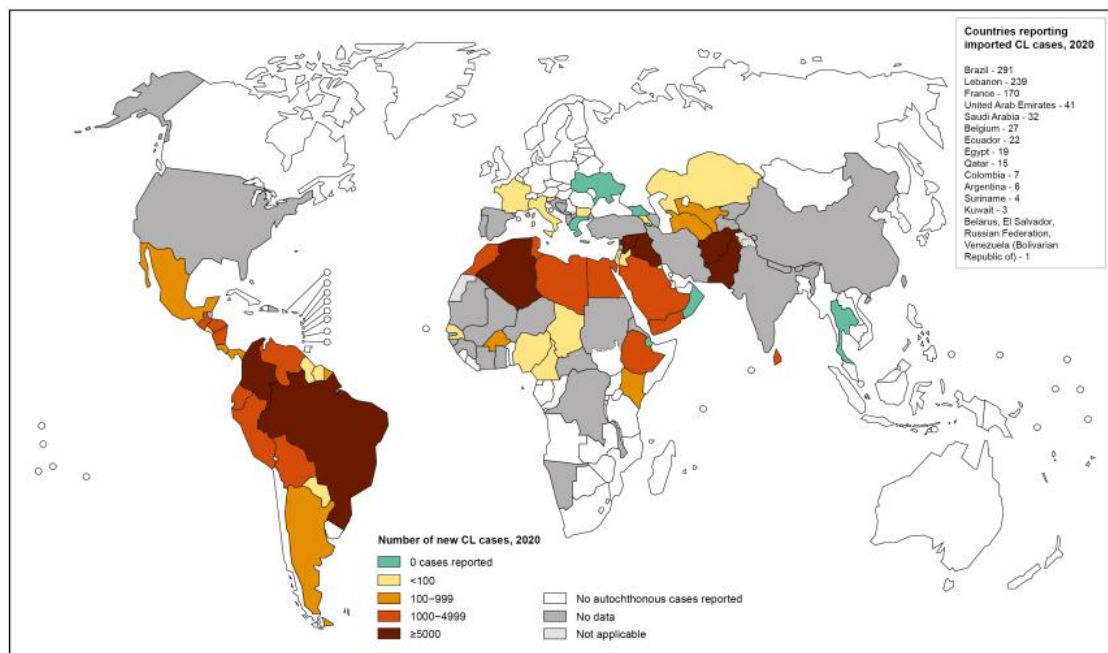 Countries reporting
imported CL cases, 2020
Brazil - 291
Lebanon - 239
France - 170
United Arab Emirates - 41
Saudi Arabia - 32
Belgium - 27
Ecuador - 22
Egypt - 19
Qatar - 15
Colombia - 7
Argentina - 6
Suriname - 4
Kuwait - 3
Belarus, El Salvador,
Russian Federation,
Venezuela (Bolivarian
Republic of) - 1
Number of new CL cases, 2020
0 cases reported
<100
100–999
1000–4999
≥5000
No autochthonous cases reported
No data
Not applicable